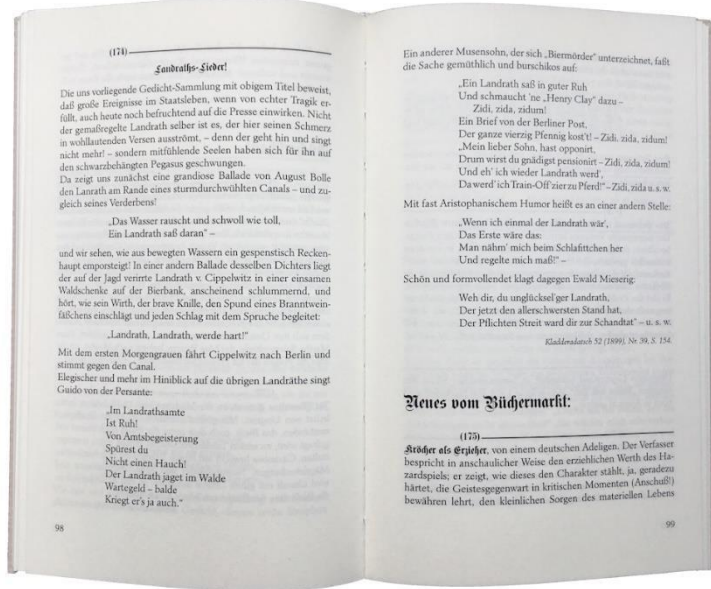 (174)
Landraths-Lieder!
Die uns vorliegende Gedicht-Sammlung mit obigem Titel beweist,
daß große Ereignisse im Staatsleben, wenn von echter Tragik er-
füllt, auch heute noch befruchtend auf die Presse einwirken. Nicht
der gemaßregelte Landrath selber ist es, der hier seinen Schmerz
in wohllautenden Versen ausströmt, – denn der geht hin und singt
nicht mehr! – sondern mitfühlende Seelen haben sich für ihn auf
den schwarzbehängten Pegasus geschwungen.
Da zeigt uns zunächst eine grandiose Ballade von August Bolle
den Lanrath am Rande eines sturmdurchwühlten Canals – und zu-
gleich seines Verderbens!
„Das Wasser rauscht und schwoll wie toll,
Ein Landrath saß daran“ –
und wir sehen, wie aus bewegten Wassern ein gespenstisch Recken-
haupt emporsteigt! In einer andern Ballade desselben Dichters liegt
der auf der Jagd verirrte Landrath v. Cippelwitz in einer einsamen
Waldschenke auf der Bierbank, anscheinend schlummernd, und
hört, wie sein Wirth, der brave Knille, den Spund eines Branntwein-
fäßchens einschlägt und jeden Schlag mit dem Spruche begleitet:
„Landrath, Landrath, werde hart!“
Mit dem ersten Morgengrauen fährt Cippelwitz nach Berlin und
stimmt gegen den Canal.
Elegischer und mehr im Hiniblick auf die übrigen Landräthe singt
Guido von der Persante:
„Im Landrathsamte
Ist Ruh!
Von Amtsbegeisterung
Spürest du
Nicht einen Hauch!
Der Landrath jaget im Walde
Wartegeld – balde
Kriegt er's ja auch.“
98
Ein anderer Musensohn, der sich „Biermörder“ unterzeichnet, faßt
die Sache gemüthlich und burschikos auf:
„Ein Landrath saß in guter Ruh
Und schmaucht 'ne „Henry Clay“ dazu –
Zidi, zida, zidum!
Ein Brief von der Berliner Post,
Der ganze vierzig Pfennig kost't! – Zidi, zida, zidum!
„Mein lieber Sohn, hast opponirt,
Drum wirst du gnädigst pensionirt – Zidi, zida, zidum!
Und eh' ich wieder Landrath werd,
Da werd' ich Train-Off'zier zu Pferd!“ – Zidi, zida u. s. w.
Mit fast Aristophanischem Humor heißt es an einer andern Stelle:
„Wenn ich einmal der Landrath wär',
Das Erste wäre das:
Man nähm' mich beim Schlafittchen her
Und regelte mich maß!“ –
Schön und formvollendet klagt dagegen Ewald Mieserig:
Weh dir, du unglücksel'ger Landrath,
Der jetzt den allerschwersten Stand hat,
Der Pflichten Streit ward dir zur Schandtat“ – u. s. w.
Kladderadatsch 52 (1899), Nr. 39, S. 154.
Neues vom Büchermarkt:
(175)
Kröcher als Erzieher, von einem deutschen Adeligen. Der Verfasser
bespricht in anschaulicher Weise den erziehlichen Werth des Ha-
zardspiels; er zeigt, wie dieses den Charakter stählt, ja, geradezu
härtet, die Geistesgegenwart in kritischen Momenten (Anschuß!)
bewähren lehrt, den kleinlichen Sorgen des materiellen Lebens
99